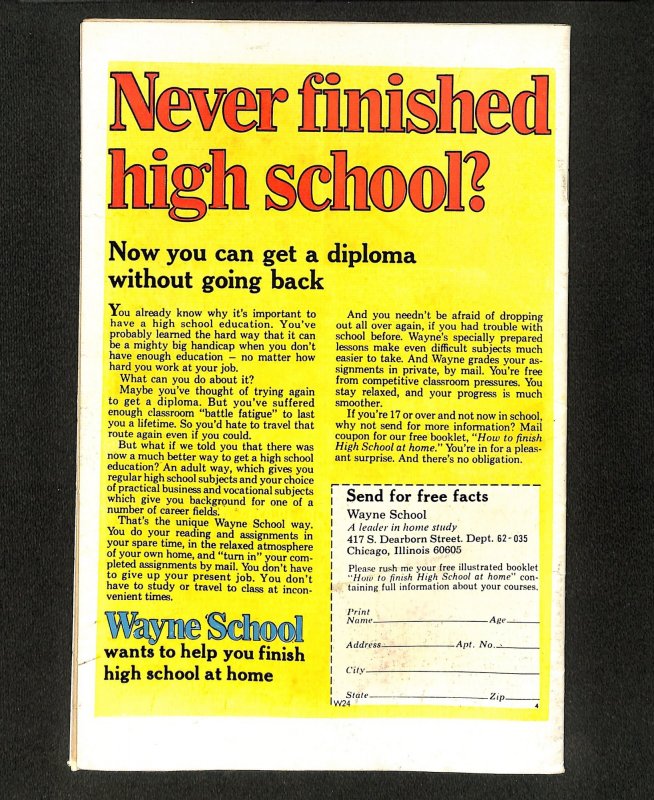 Never finished
high school?
Now you can get a diploma
without going back
You already know why it's important to
have a high school education. You've
probably learned the hard way that it can
be a mighty big handicap when you don't
have enough education – no matter how
hard you work at your job.
What can you do about it?
Maybe you've thought of trying again
to get a diploma. But you've suffered
enough classroom "battle fatigue" to last
you a lifetime. So you'd hate to travel that
route again even if you could.
But what if we told you that there was
now a much better way to get a high school
education? An adult way, which gives you
regular high school subjects and your choice
of practical business and vocational subjects
which give you background for one of a
number of career fields.
That's the unique Wayne School way.
You do your reading and assignments in
your spare time, in the relaxed atmosphere
of your own home, and "turn in" your com-
pleted assignments by mail. You don't have
to give up your present job. You don't
have to study or travel to class at incon-
venient times.
Wayne School
wants to help you finish
high school at home
And you needn't be afraid of dropping
out all over again, if you had trouble with
school before. Wayne's specially prepared
lessons make even difficult subjects much
easier to take. And Wayne grades your as-
signments in private, by mail. You're free
from competitive classroom pressures. You
stay relaxed, and your progress is much
smoother.
If you're 17 or over and not now in school,
why not send for more information? Mail
coupon for our free booklet, "How to finish
High School at home." You're in for a pleas-
ant surprise. And there's no obligation.
Send for free facts
Wayne School
A leader in home study
417 S. Dearborn Street. Dept. 62-035
Chicago, Illinois 60605
Please rush me your free illustrated booklet
"How to finish High School at home" con-
taining full information about your courses.
Print
Name Age
Address Apt. No.
City
State Zip
W24 4